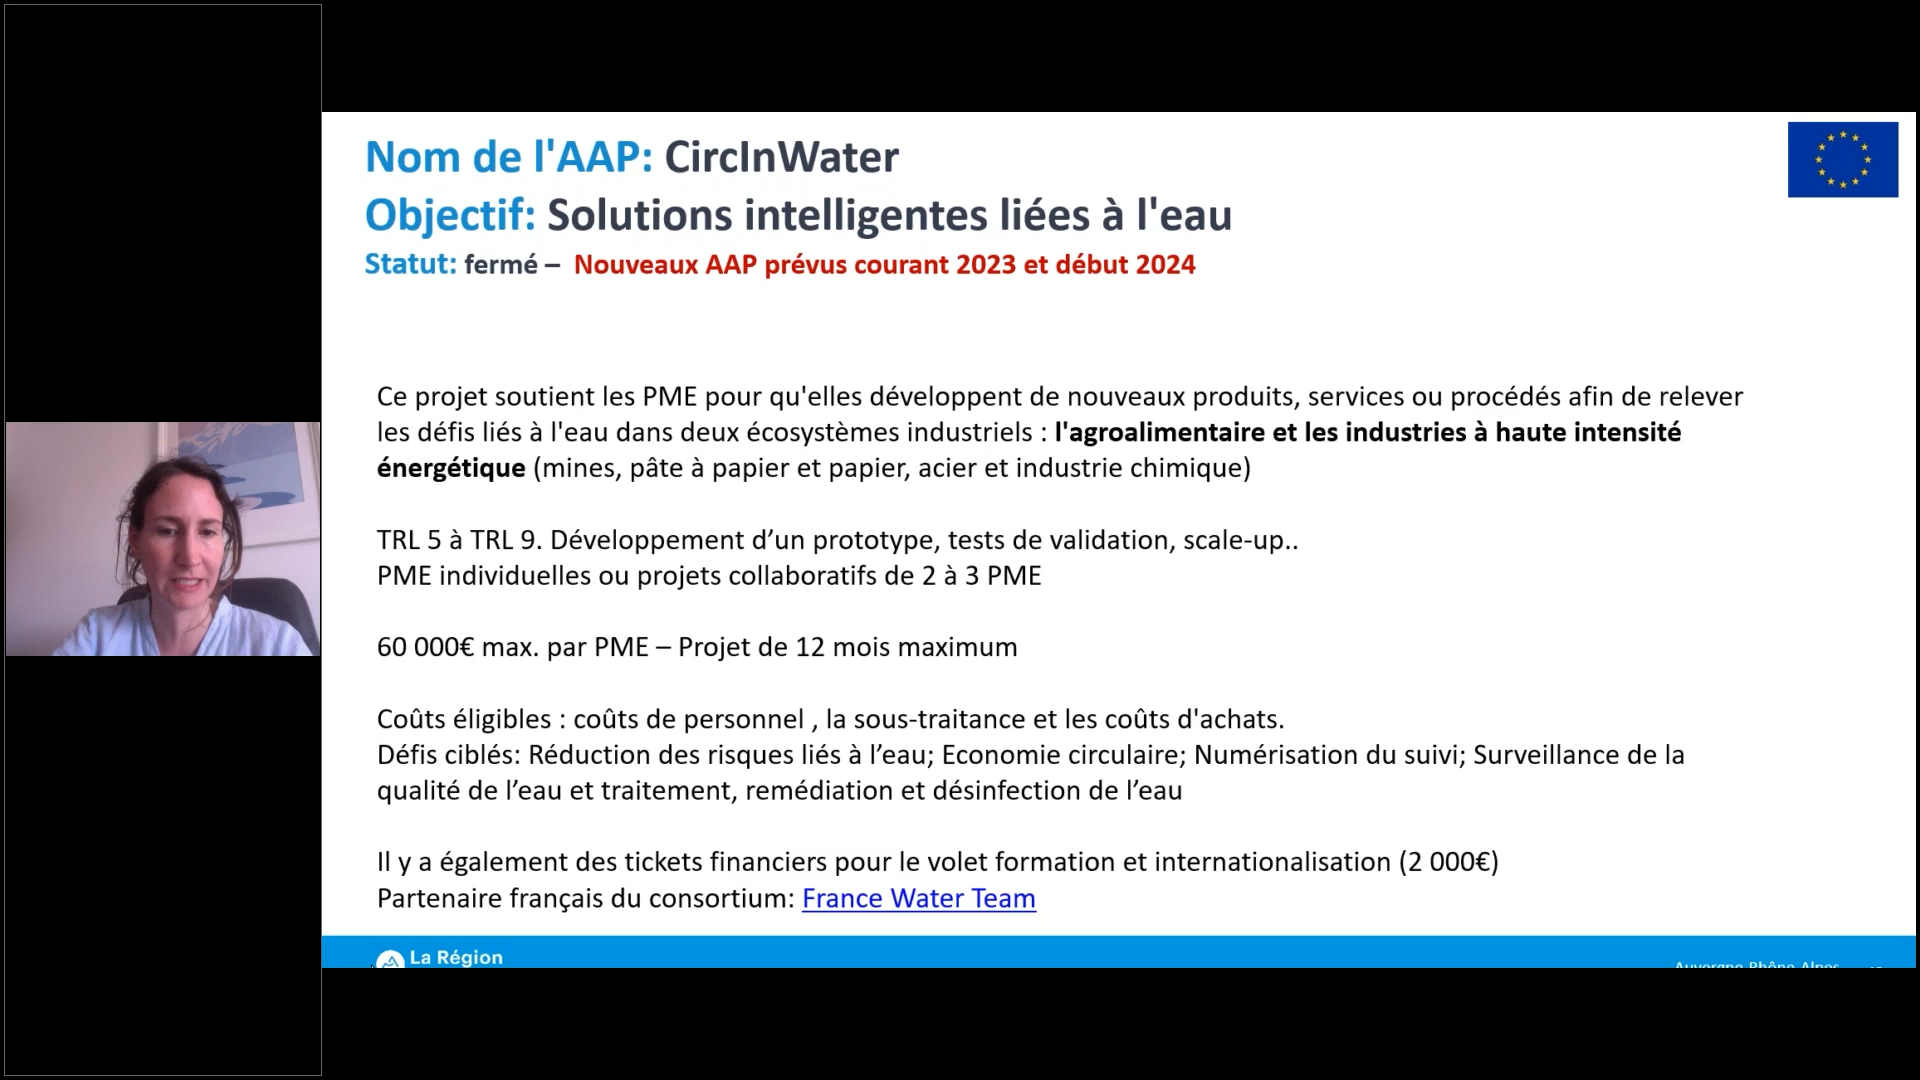 Nom de l'AAP: CircInWater
Objectif: Solutions intelligentes liées à l'eau
Statut: fermé – Nouveaux AAP prévus courant 2023 et début 2024
Ce projet soutient les PME pour qu'elles développent de nouveaux produits, services ou procédés afin de relever
les défis liés à l'eau dans deux écosystèmes industriels : l'agroalimentaire et les industries à haute intensité
énergétique (mines, pâte à papier et papier, acier et industrie chimique)
TRL 5 à TRL 9. Développement d’un prototype, tests de validation, scale-up..
PME individuelles ou projets collaboratifs de 2 à 3 PME
60 000€ max. par PME – Projet de 12 mois maximum
Coûts éligibles : coûts de personnel , la sous-traitance et les coûts d'achats.
Défis ciblés: Réduction des risques liés à l’eau; Economie circulaire; Numérisation du suivi; Surveillance de la
qualité de l’eau et traitement, remédiation et désinfection de l’eau
Il y a également des tickets financiers pour le volet formation et internationalisation (2 000€)
Partenaire français du consortium: France Water Team
La Région
Auvergne-Rhône-Alpes